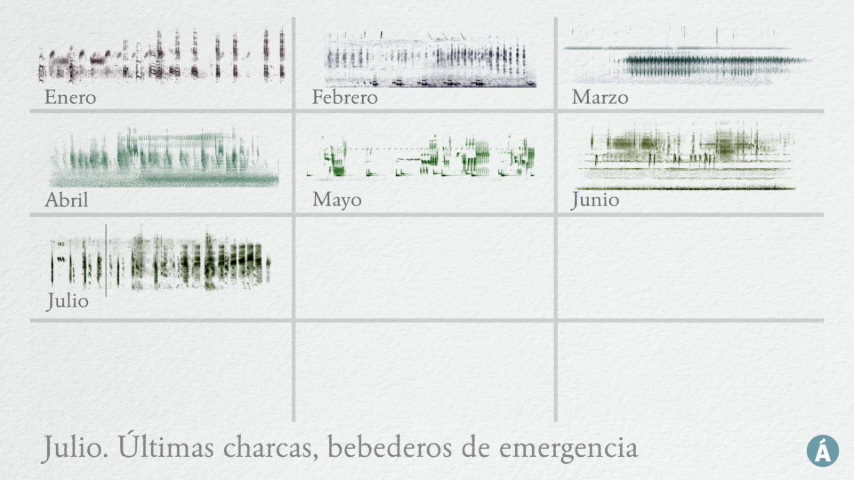 Enero
Febrero
Marzo
Abril
Mayo
Junio
Julio
Julio. Últimas charcas, bebederos de emergencia
Á